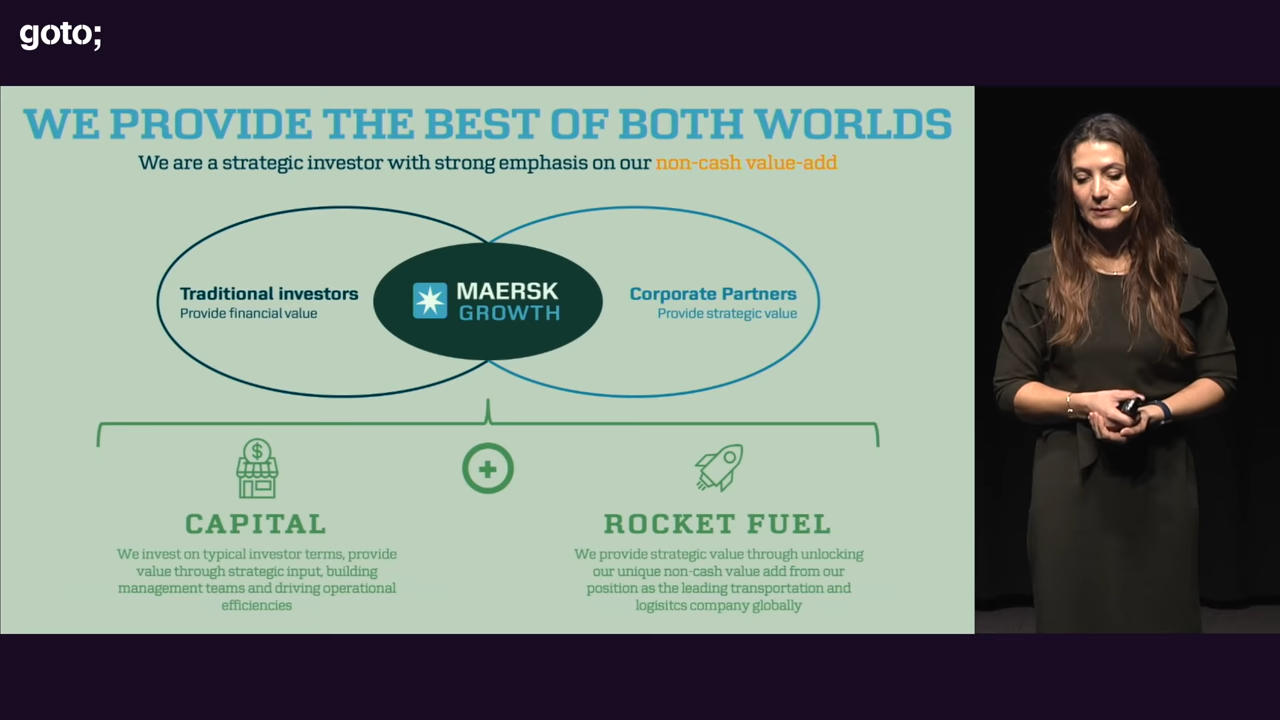 goto;
WE PROVIDE THE BEST OF BOTH WORLDS
We are a strategic investor with strong emphasis on our non-cash value-add
Traditional investors
Provide financial value
MAERSK
GROWTH
Corporate Partners
Provide strategic value
$
CAPITAL
We invest on typical investor terms, provide
value through strategic input, building
management teams and driving operational
efficiencies
ROCKET FUEL
We provide strategic value through unlocking
our unique non-cash value add from our
position as the leading transportation and
logisitcs company globally